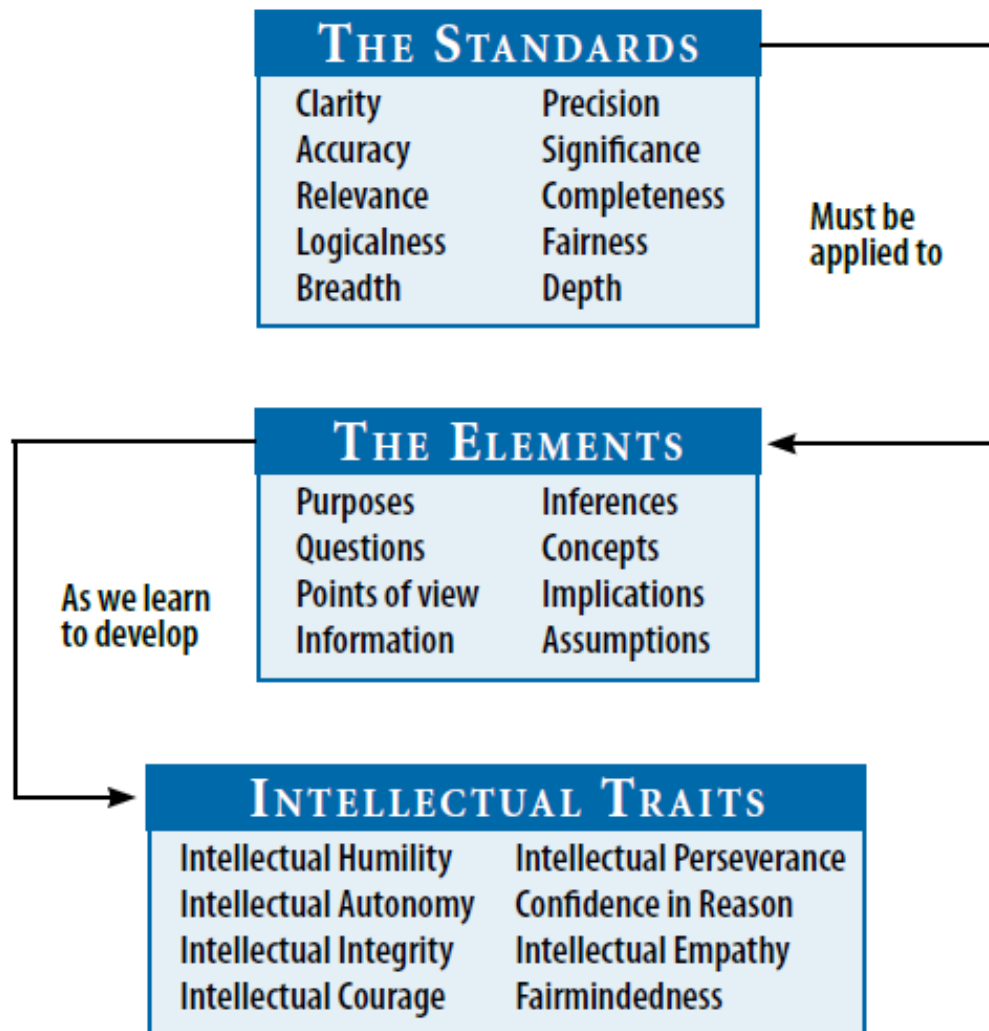 THE STANDARDS
Clarity Precision
Accuracy Significance
Relevance Completeness
Logicalness Fairness
Breadth Depth
Must be
applied to
THE ELEMENTS
Purposes Inferences
Questions Concepts
Points of view Implications
Information Assumptions
As we learn
to develop
INTELLECTUAL TRAITS
Intellectual Humility Intellectual Perseverance
Intellectual Autonomy Confidence in Reason
Intellectual Integrity Intellectual Empathy
Intellectual Courage Fairmindedness